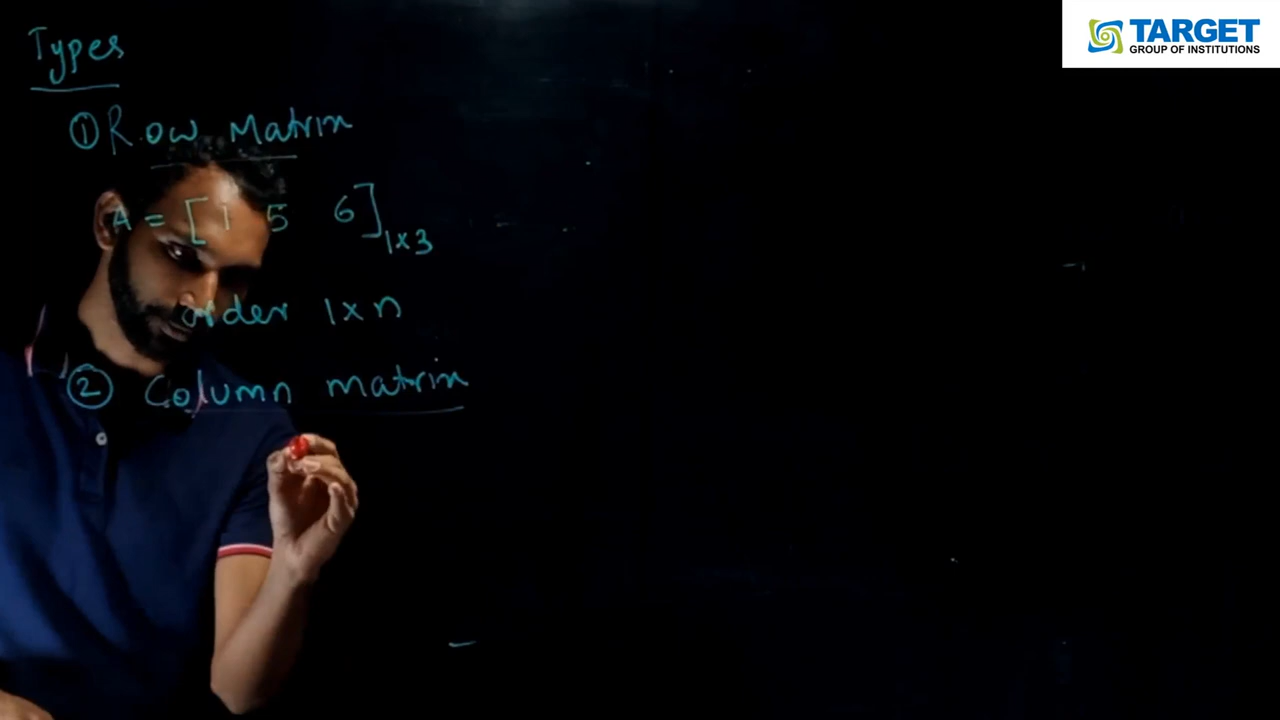 TARGET
GROUP OF INSTITUTIONS
Types
① Row Matrix
A = [1 5 6]1×3
order 1×n
② Column matrix